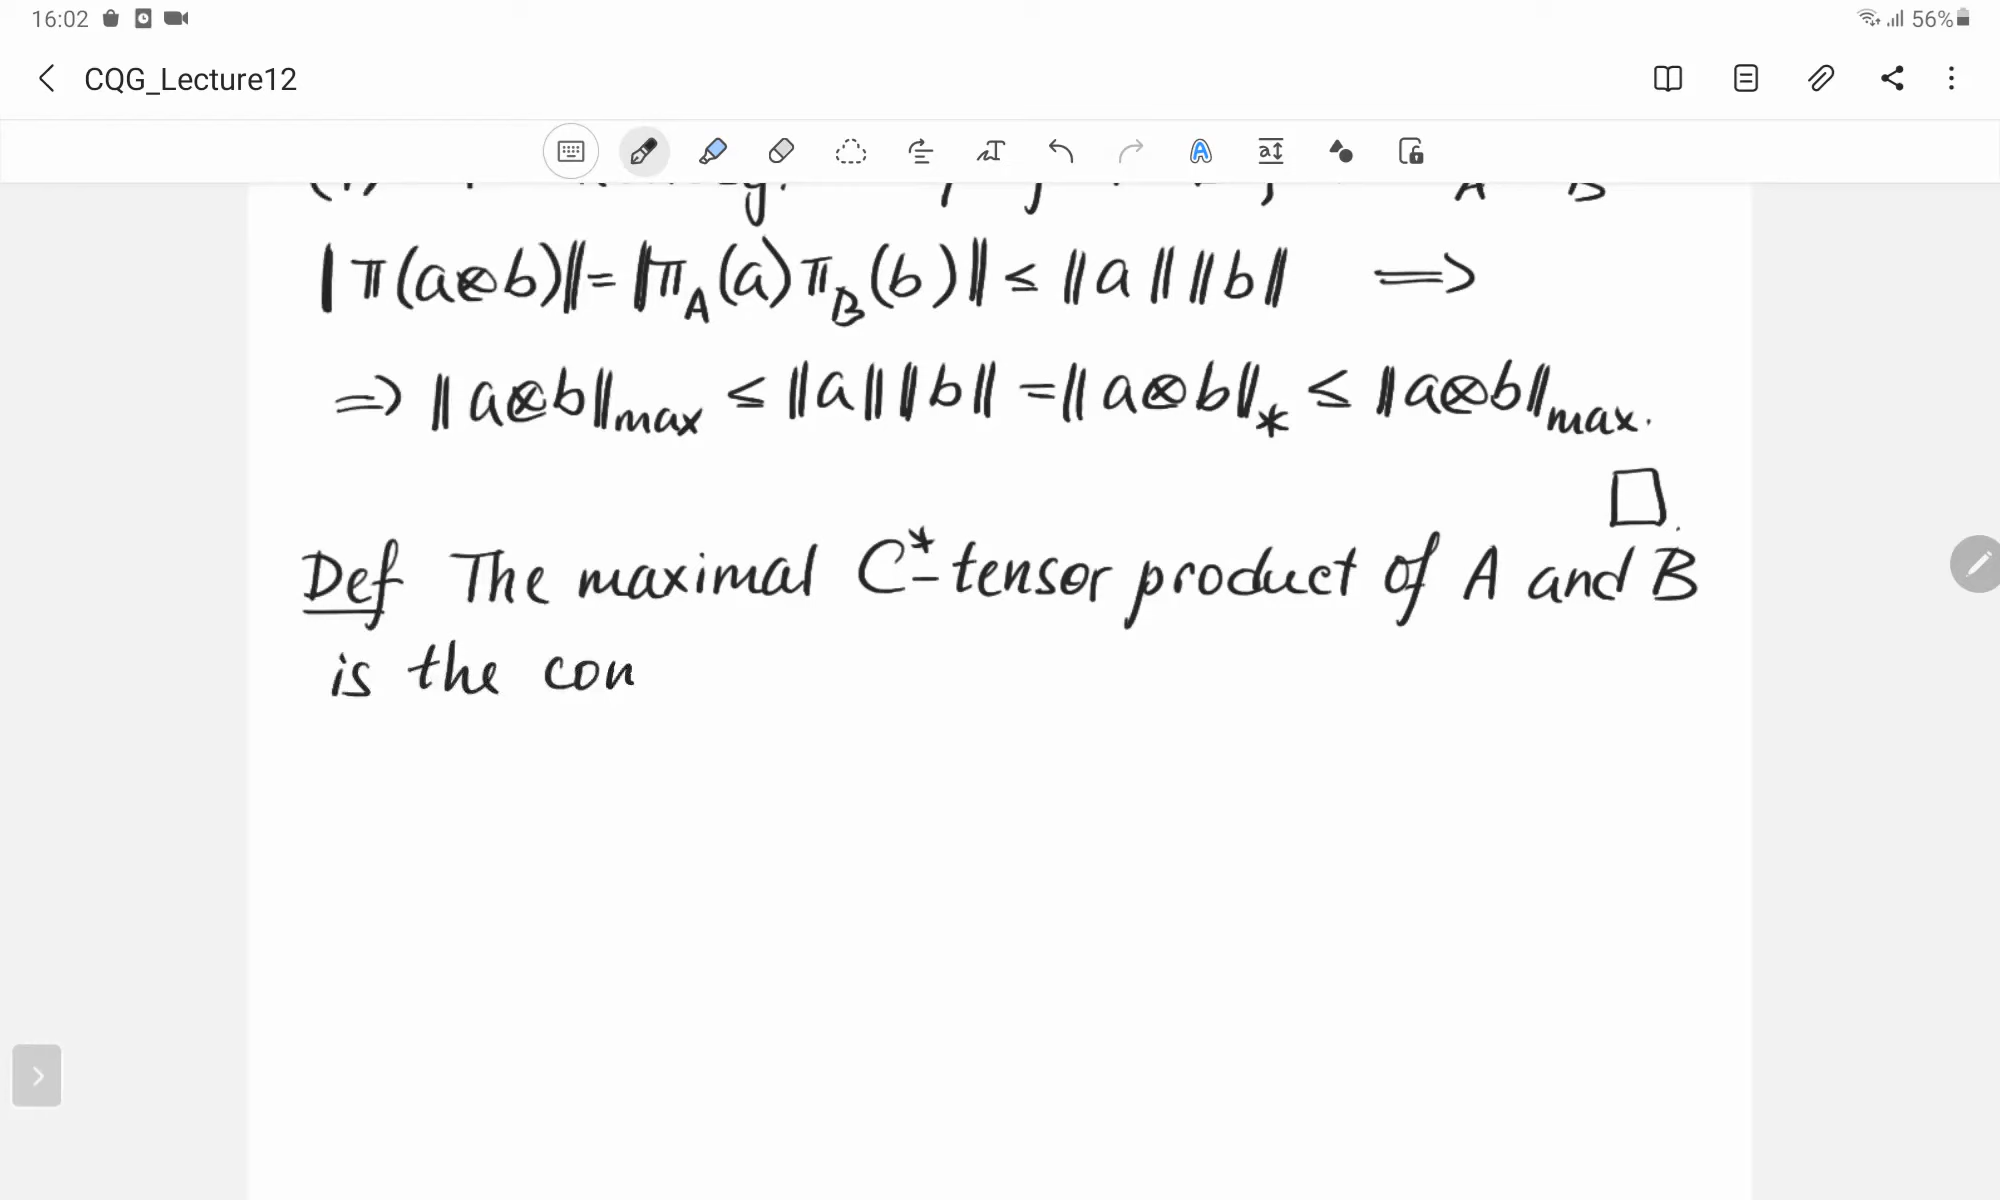 16:02 56%
CQG_Lecture12
‖π(a⊗b)‖=‖π_A(a)π_B(b)‖ ≤ ‖a‖‖b‖ ⟹
⟹ ‖a⊗b‖_max ≤ ‖a‖‖b‖ =‖a⊗b‖_* ≤ ‖a⊗b‖_max.
□.
Def The maximal C*-tensor product of A and B
is the con